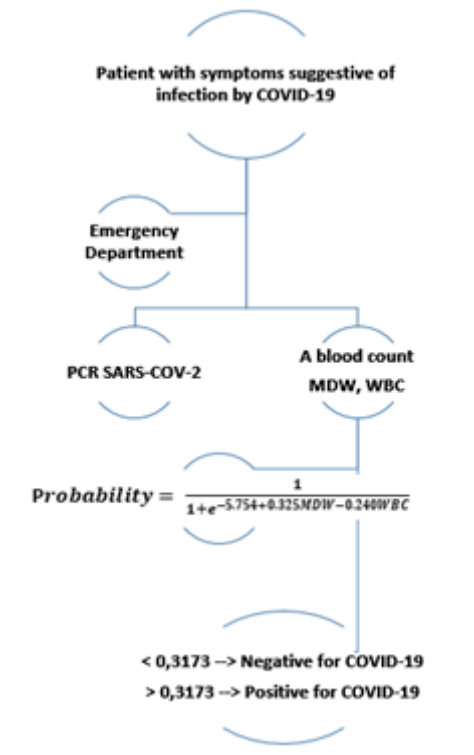 Patient with symptoms suggestive of
infection by COVID-19
Emergency
Department
PCR SARS-COV-2
A blood count
MDW, WBC
Probability = 1 / 1+e^−5.754+0.325MDW−0.240WBC
< 0,3173 --> Negative for COVID-19
> 0,3173 --> Positive for COVID-19